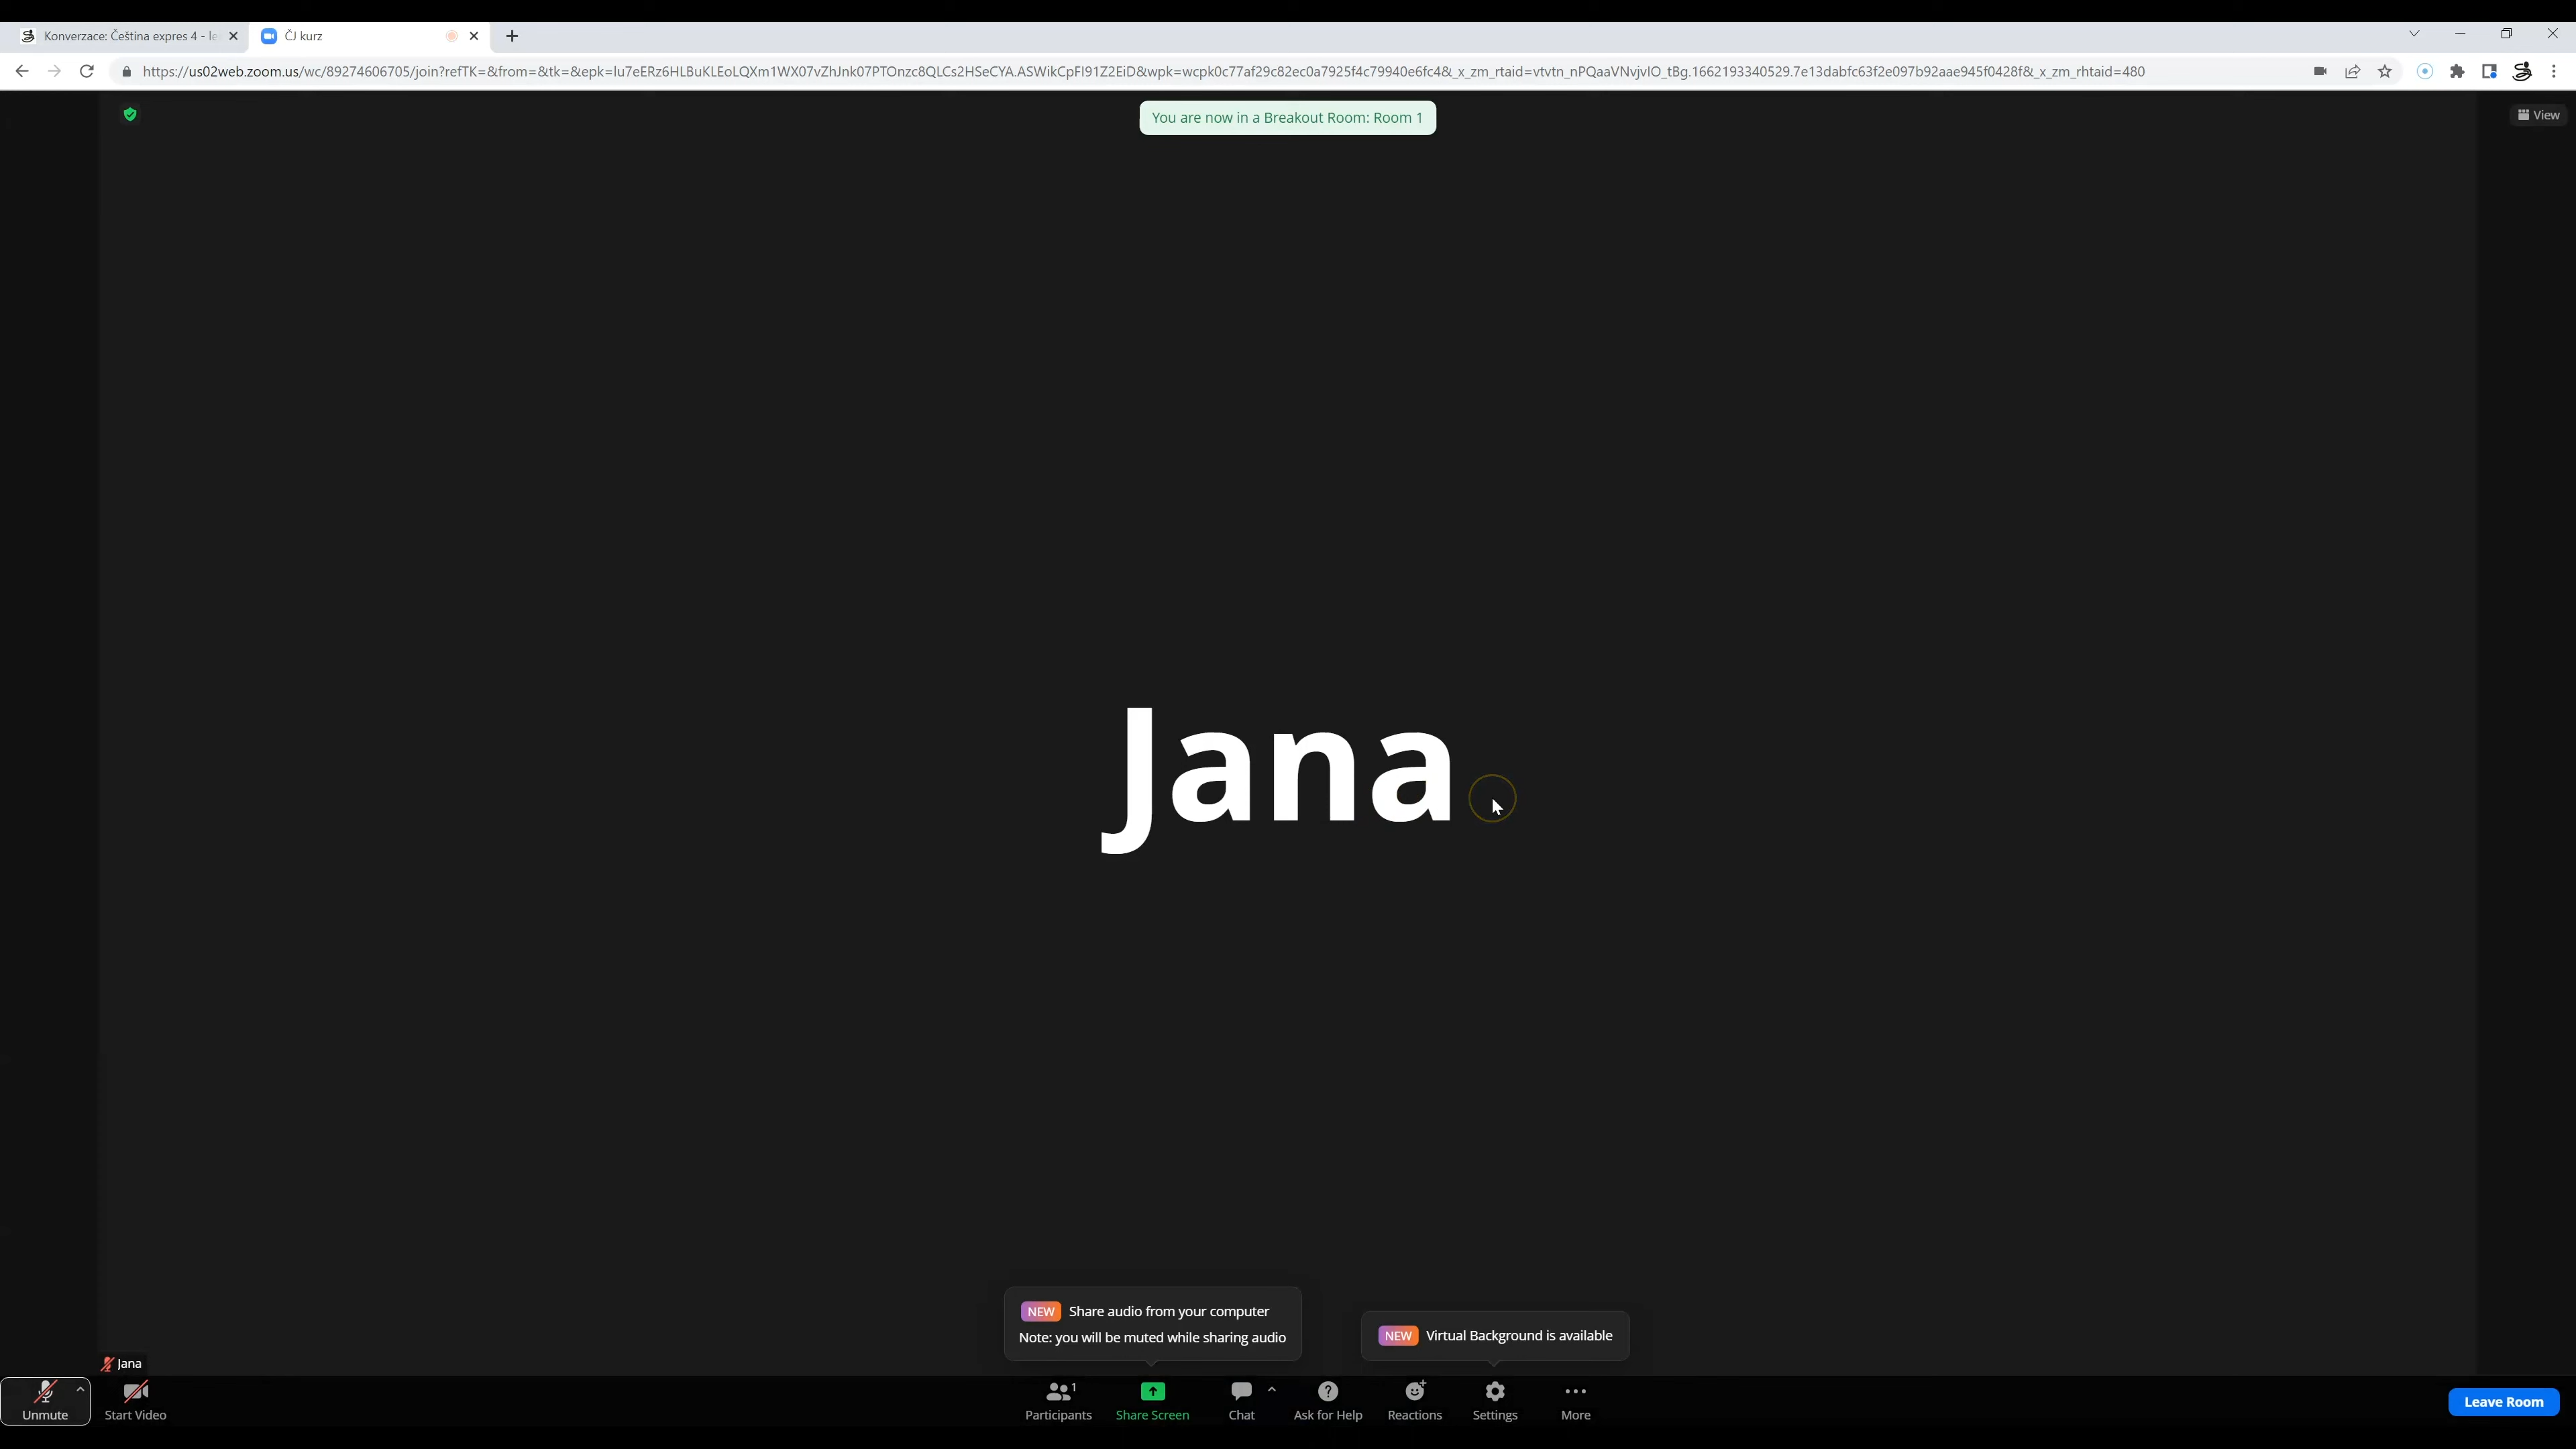 Konverzace: Čeština expres 4 - le
ČJ kurz
https://us02web.zoom.us/wc/89274606705/join?refTK=&from=&tk=&epk=lu7eERz6HLBuKLEoLQXm1WX07vZhJnk07PTOnzc8QLCs2HSeCYA.ASWikCpFI91Z2EiD&wpk=wcpk0c77af29c82ec0a7925f4c79940e6fc4&_x_zm_rtaid=vtvtn_nPQaaVNvjvIO_tBg.1662193340529.7e13dabfc63f2e097b92aae945f0428f&_x_zm_rhtaid=480
You are now in a Breakout Room: Room 1
View
Jana
NEW Share audio from your computer
Note: you will be muted while sharing audio
NEW Virtual Background is available
Jana
Unmute
Start Video
1
Participants
Share Screen
Chat
Ask for Help
Reactions
Settings
More
Leave Room